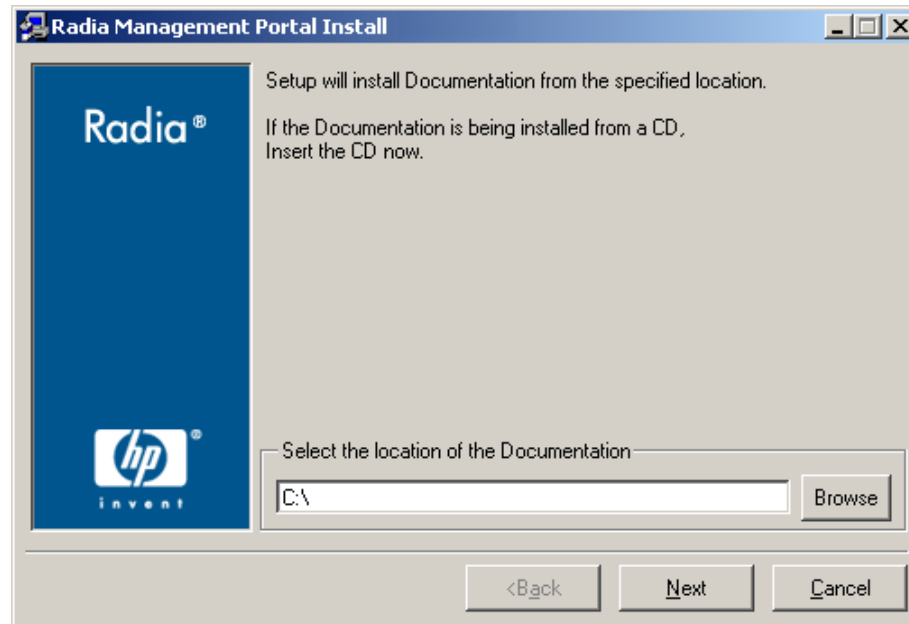 Radia Management Portal Install
Radia®
Setup will install Documentation from the specified location.
If the Documentation is being installed from a CD,
Insert the CD now.
hp®
invent
Select the location of the Documentation
C:\
Browse
<Back
Next
Cancel